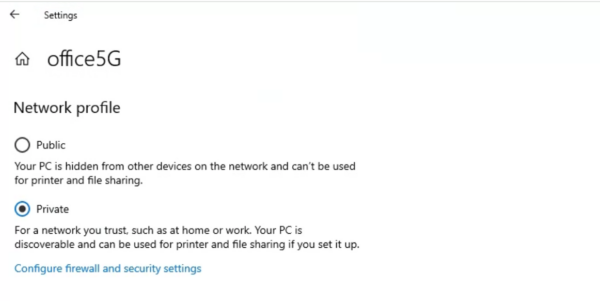 Settings
office5G
Network profile
Public
Your PC is hidden from other devices on the network and can't be used
for printer and file sharing.
Private
For a network you trust, such as at home or work. Your PC is
discoverable and can be used for printer and file sharing if you set it up.
Configure firewall and security settings